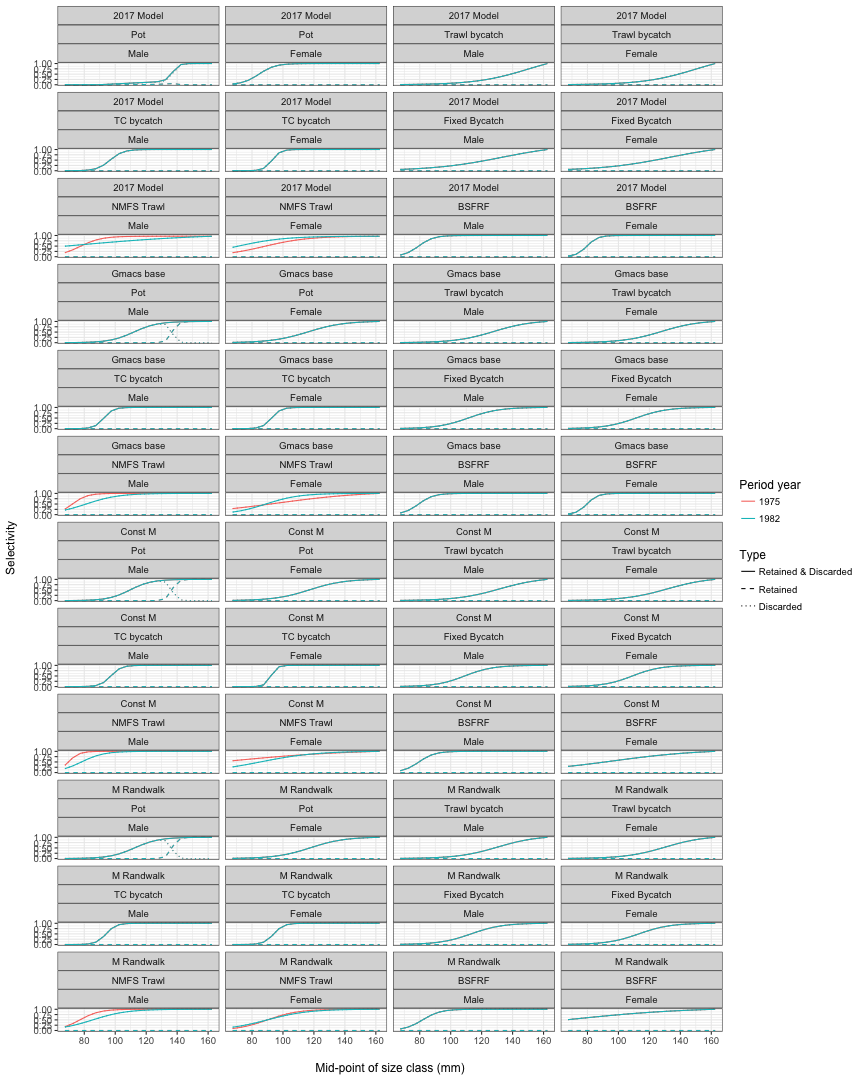 2017 Model 2017 Model 2017 Model 2017 Model
Pot Pot Trawl bycatch Trawl bycatch
Male Female Male Female
1.00
0.75
0.50
0.25
0.00
2017 Model 2017 Model 2017 Model 2017 Model
TC bycatch TC bycatch Fixed Bycatch Fixed Bycatch
Male Female Male Female
1.00
0.75
0.50
0.25
0.00
2017 Model 2017 Model 2017 Model 2017 Model
NMFS Trawl NMFS Trawl BSFRF BSFRF
Male Female Male Female
1.00
0.75
0.50
0.25
0.00
Gmacs base Gmacs base Gmacs base Gmacs base
Pot Pot Trawl bycatch Trawl bycatch
Male Female Male Female
1.00
0.75
0.50
0.25
0.00
Gmacs base Gmacs base Gmacs base Gmacs base
TC bycatch TC bycatch Fixed Bycatch Fixed Bycatch
Male Female Male Female
1.00
0.75
0.50
0.25
0.00
Gmacs base Gmacs base Gmacs base Gmacs base
NMFS Trawl NMFS Trawl BSFRF BSFRF
Male Female Male Female
1.00
0.75
0.50
0.25
0.00
Const M Const M Const M Const M
Pot Pot Trawl bycatch Trawl bycatch
Male Female Male Female
1.00
0.75
0.50
0.25
0.00
Const M Const M Const M Const M
TC bycatch TC bycatch Fixed Bycatch Fixed Bycatch
Male Female Male Female
1.00
0.75
0.50
0.25
0.00
Const M Const M Const M Const M
NMFS Trawl NMFS Trawl BSFRF BSFRF
Male Female Male Female
1.00
0.75
0.50
0.25
0.00
M Randwalk M Randwalk M Randwalk M Randwalk
Pot Pot Trawl bycatch Trawl bycatch
Male Female Male Female
1.00
0.75
0.50
0.25
0.00
M Randwalk M Randwalk M Randwalk M Randwalk
TC bycatch TC bycatch Fixed Bycatch Fixed Bycatch
Male Female Male Female
1.00
0.75
0.50
0.25
0.00
M Randwalk M Randwalk M Randwalk M Randwalk
NMFS Trawl NMFS Trawl BSFRF BSFRF
Male Female Male Female
1.00
0.75
0.50
0.25
0.00
80 100 120 140 160 80 100 120 140 160 80 100 120 140 160 80 100 120 140 160
Mid-point of size class (mm)
Selectivity
Period year
1975
1982
Type
Retained & Discarded
Retained
Discarded